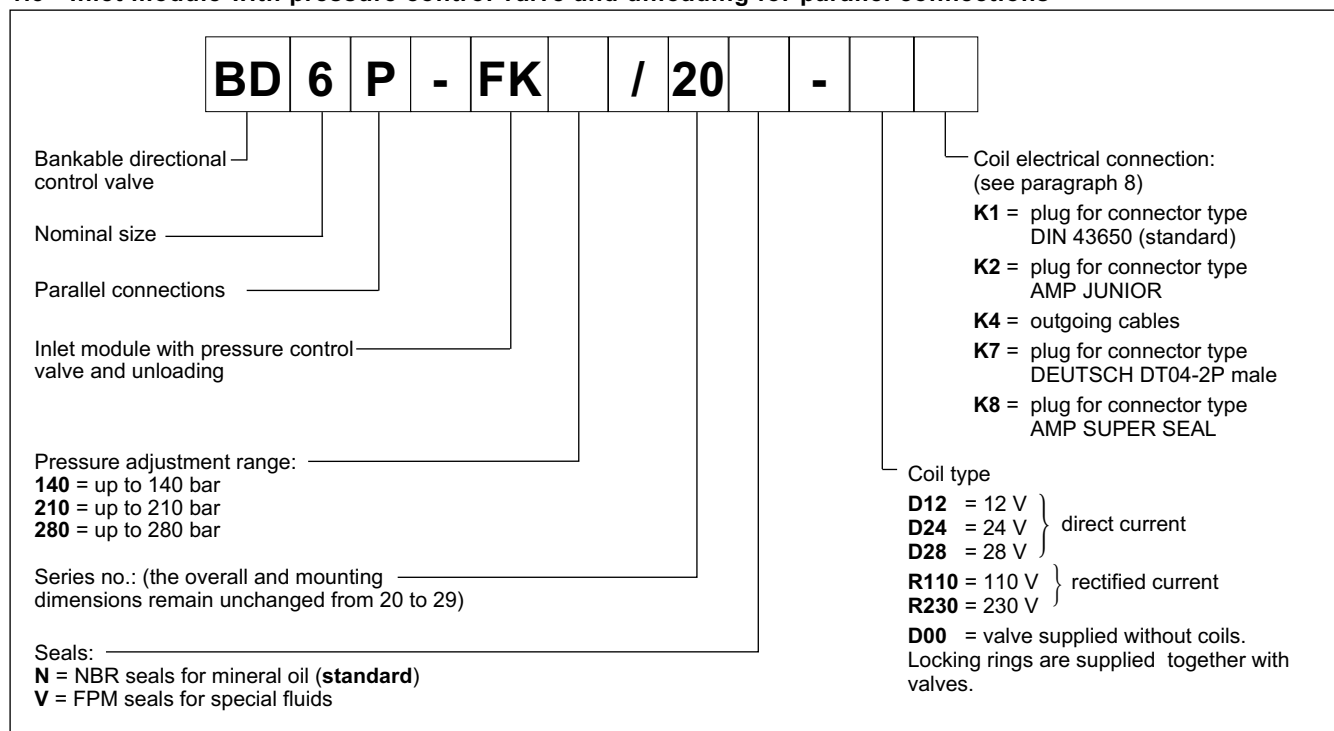 BD 6 P - FK / 20 -
Bankable directional
control valve
Nominal size
Parallel connections
Inlet module with pressure control
valve and unloading
Pressure adjustment range:
140 = up to 140 bar
210 = up to 210 bar
280 = up to 280 bar
Series no.: (the overall and mounting
dimensions remain unchanged from 20 to 29)
Seals:
N = NBR seals for mineral oil (standard)
V = FPM seals for special fluids
Coil electrical connection:
(see paragraph 8)
K1 = plug for connector type
DIN 43650 (standard)
K2 = plug for connector type
AMP JUNIOR
K4 = outgoing cables
K7 = plug for connector type
DEUTSCH DT04-2P male
K8 = plug for connector type
AMP SUPER SEAL
Coil type
D12 = 12 V
D24 = 24 V
D28 = 28 V
direct current
R110 = 110 V
R230 = 230 V
rectified current
D00 = valve supplied without coils.
Locking rings are supplied together with
valves.